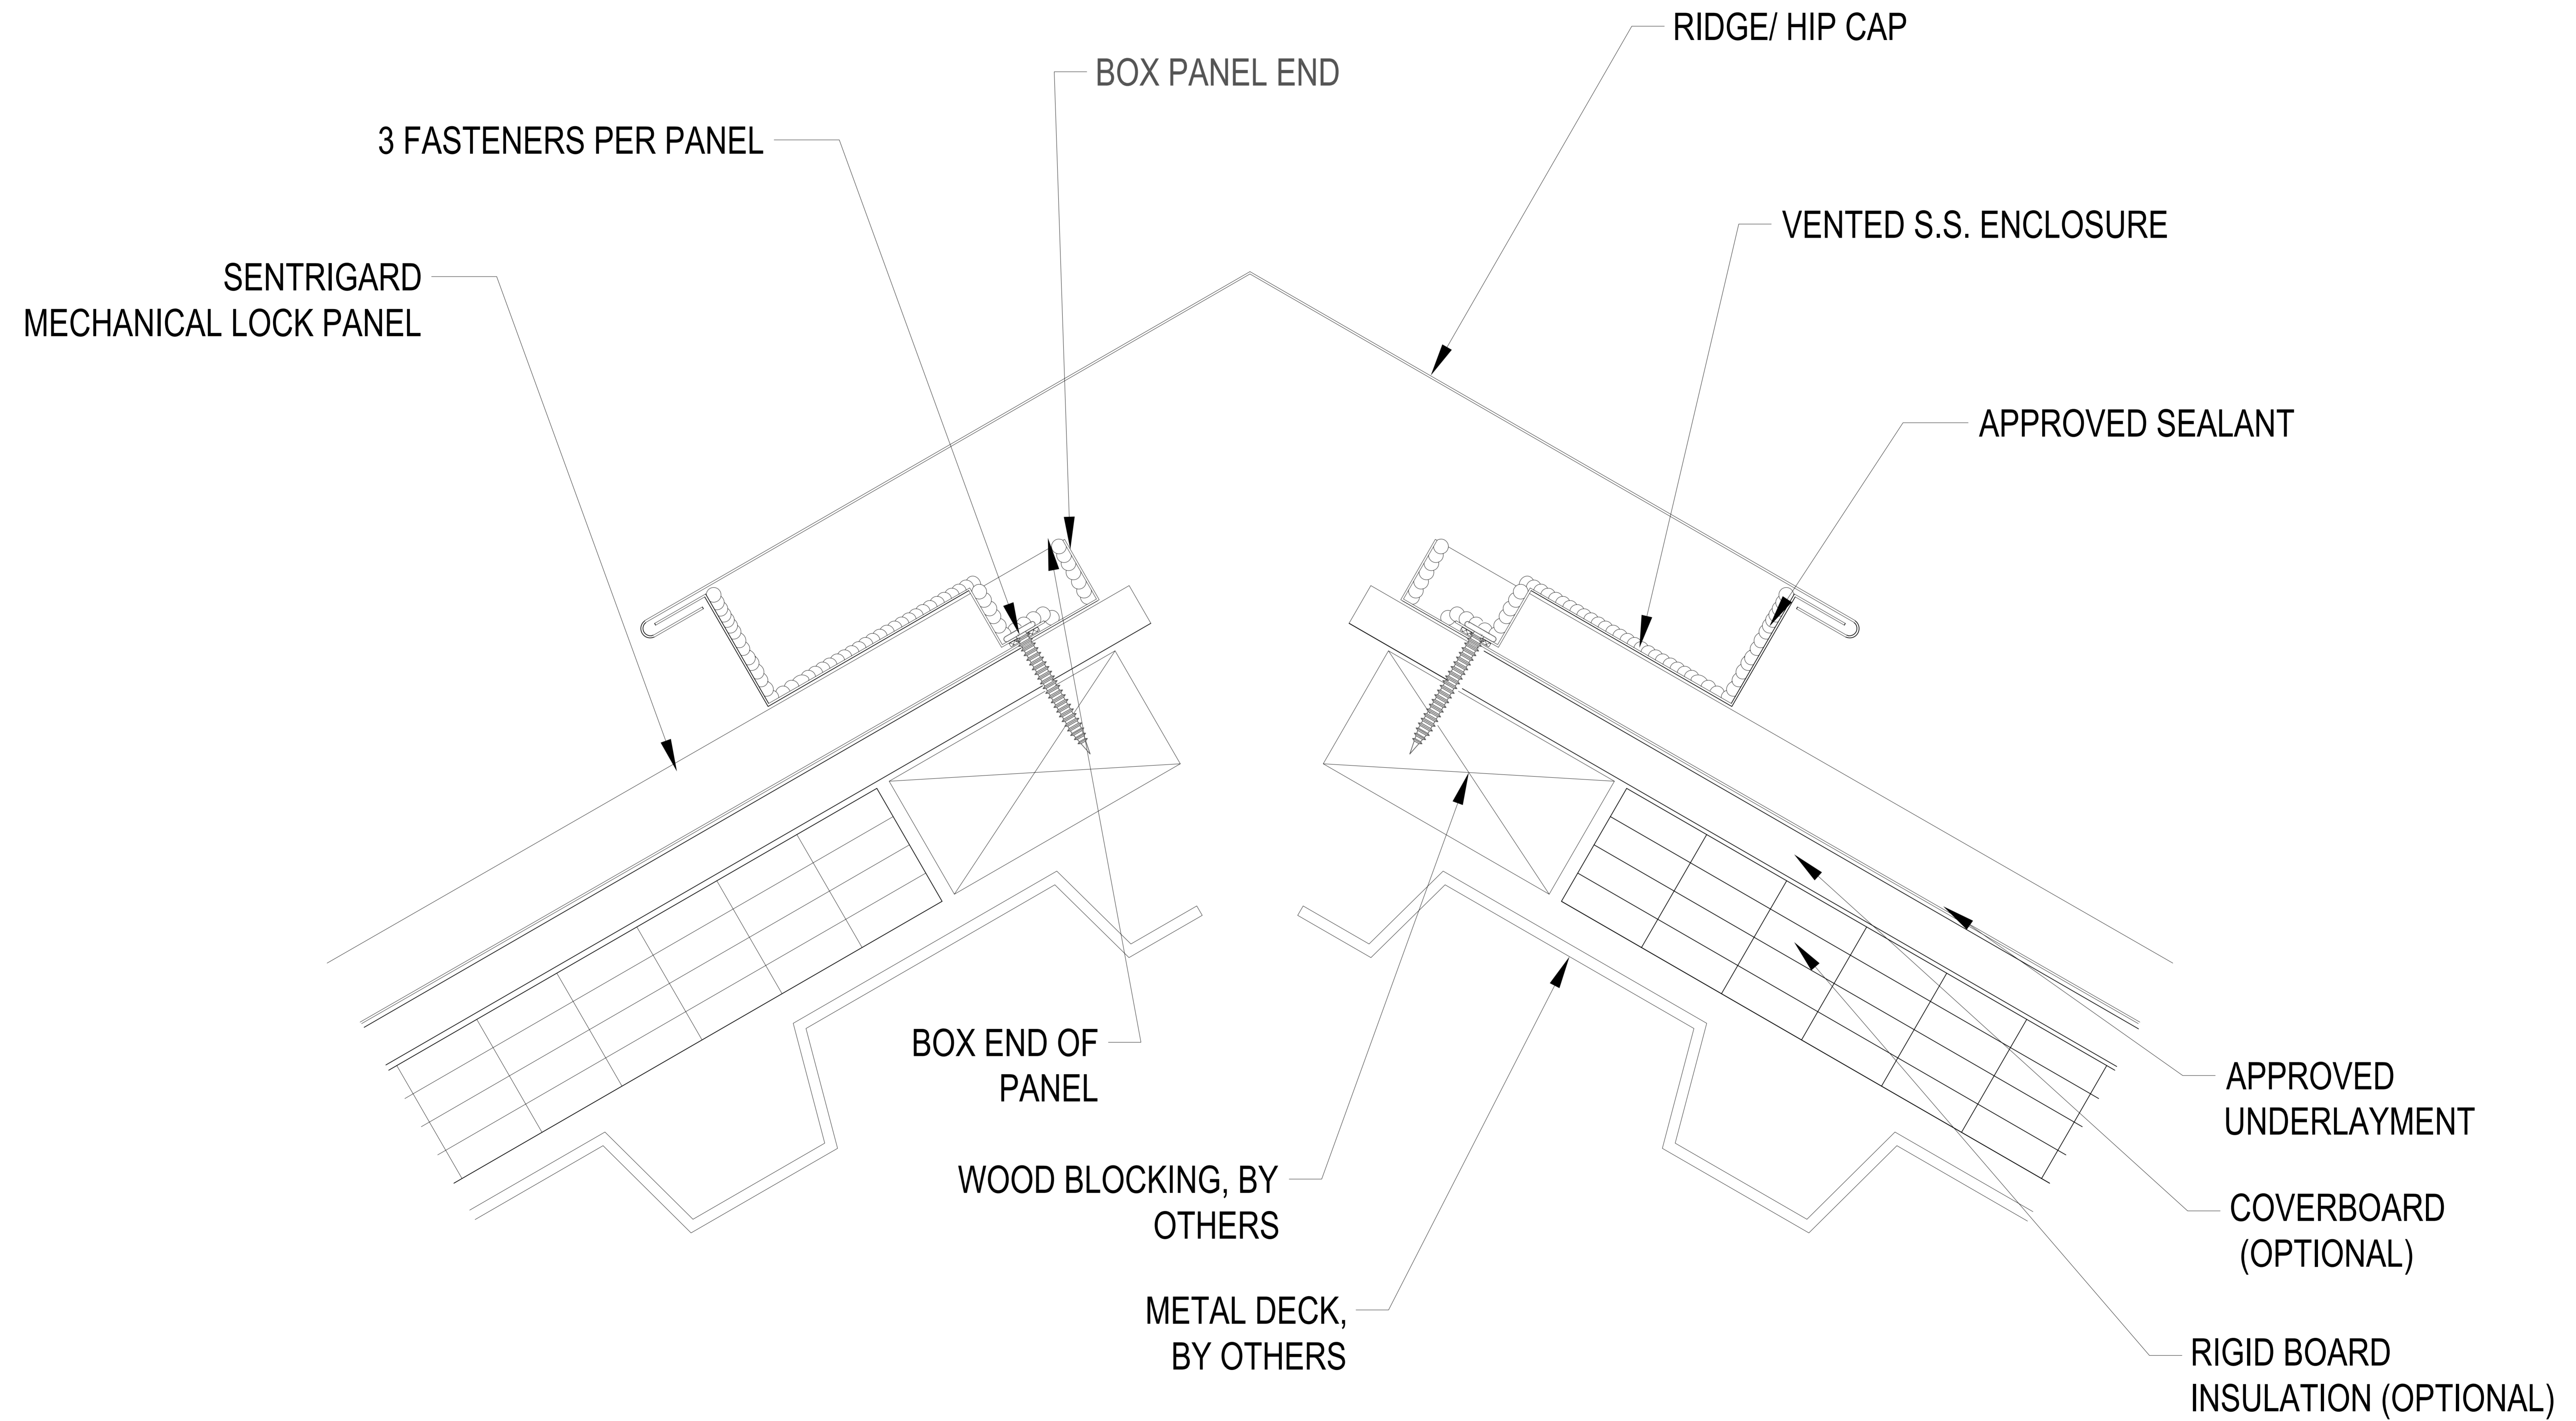 RIDGE/ HIP CAP
BOX PANEL END
3 FASTENERS PER PANEL
VENTED S.S. ENCLOSURE
SENTRIGARD
MECHANICAL LOCK PANEL
APPROVED SEALANT
BOX END OF
PANEL
APPROVED
UNDERLAYMENT
WOOD BLOCKING, BY
OTHERS
COVERBOARD
(OPTIONAL)
METAL DECK,
BY OTHERS
RIGID BOARD
INSULATION (OPTIONAL)